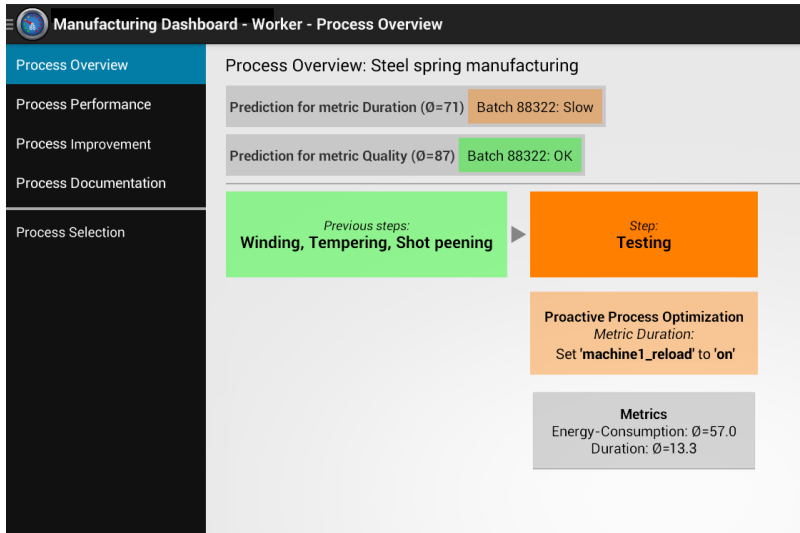 Manufacturing Dashboard - Worker - Process Overview
Process Overview
Process Performance
Process Improvement
Process Documentation
Process Selection
Process Overview: Steel spring manufacturing
Prediction for metric Duration (Ø=71) Batch 88322: Slow
Prediction for metric Quality (Ø=87) Batch 88322: OK
Previous steps:
Winding, Tempering, Shot peening
Step:
Testing
Proactive Process Optimization
Metric Duration:
Set 'machine1_reload' to 'on'
Metrics
Energy-Consumption: Ø=57.0
Duration: Ø=13.3